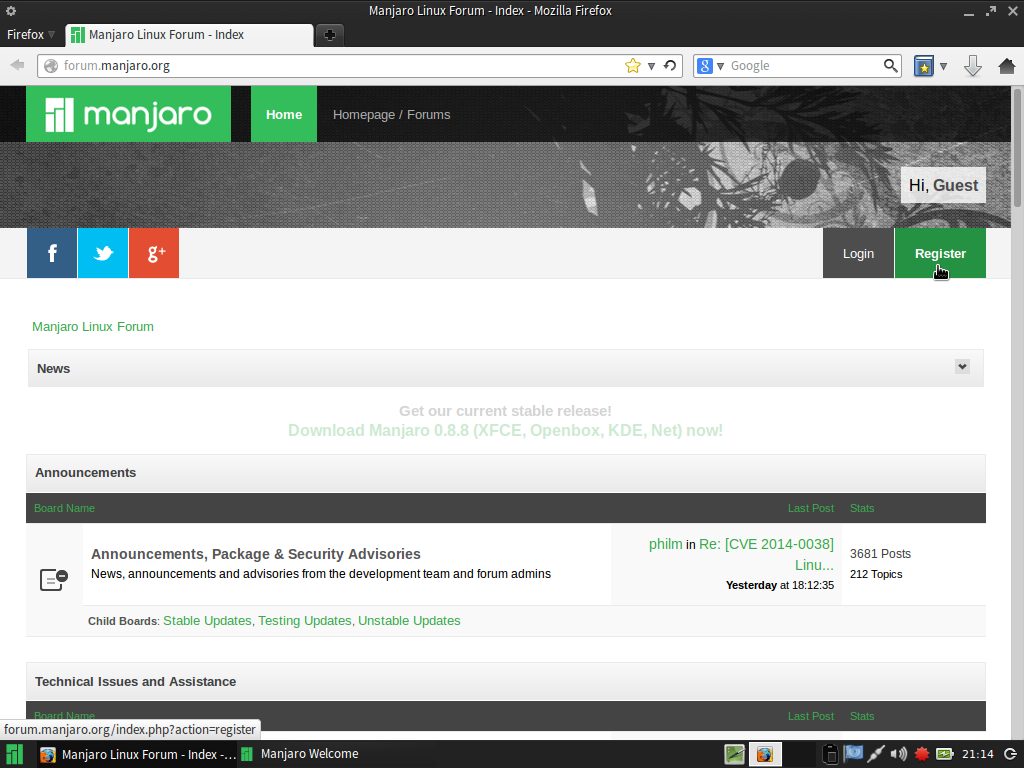 Manjaro Linux Forum - Index - Mozilla Firefox
Firefox
Manjaro Linux Forum - Index
forum.manjaro.org
Google
manjaro
Home
Homepage / Forums
Hi, Guest
Login
Register
Manjaro Linux Forum
News
Get our current stable release!
Download Manjaro 0.8.8 (XFCE, Openbox, KDE, Net) now!
Announcements
Board Name Last Post Stats
Announcements, Package & Security Advisories
News, announcements and advisories from the development team and forum admins
philm in Re: [CVE 2014-0038]
Linu...
Yesterday at 18:12:35
3681 Posts
212 Topics
Child Boards: Stable Updates, Testing Updates, Unstable Updates
Technical Issues and Assistance
Board Name Last Post Stats
forum.manjaro.org/index.php?action=register
Manjaro Linux Forum - Index -...
Manjaro Welcome
21:14